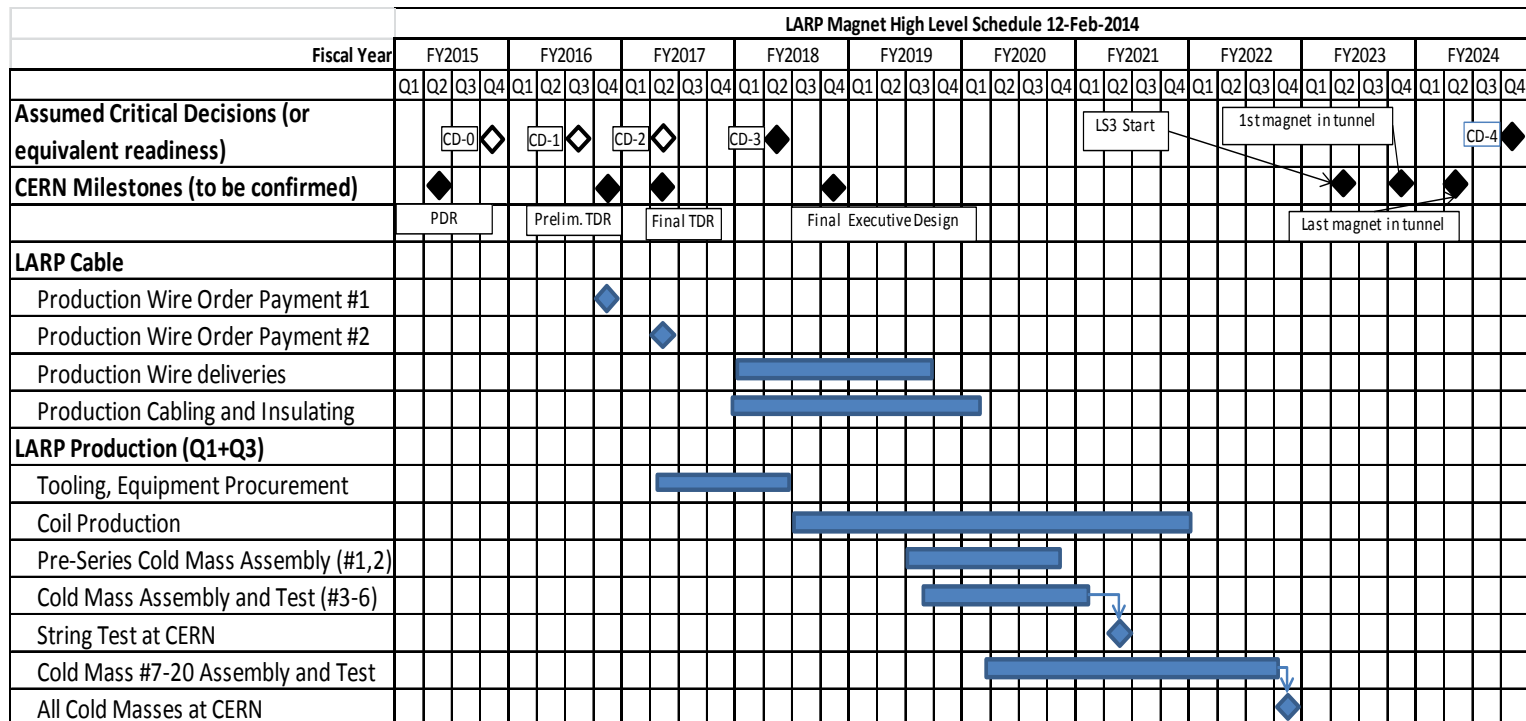 LARP Magnet High Level Schedule 12-Feb-2014
Fiscal Year FY2015 FY2016 FY2017 FY2018 FY2019 FY2020 FY2021 FY2022 FY2023 FY2024
Q1 Q2 Q3 Q4 Q1 Q2 Q3 Q4 Q1 Q2 Q3 Q4 Q1 Q2 Q3 Q4 Q1 Q2 Q3 Q4 Q1 Q2 Q3 Q4 Q1 Q2 Q3 Q4 Q1 Q2 Q3 Q4 Q1 Q2 Q3 Q4 Q1 Q2 Q3 Q4
Assumed Critical Decisions (or
equivalent readiness)
CD-0 CD-1 CD-2 CD-3 LS3 Start 1st magnet in tunnel CD-4
CERN Milestones (to be confirmed)
PDR Prelim. TDR Final TDR Final Executive Design Last magnet in tunnel
LARP Cable
Production Wire Order Payment #1
Production Wire Order Payment #2
Production Wire deliveries
Production Cabling and Insulating
LARP Production (Q1+Q3)
Tooling, Equipment Procurement
Coil Production
Pre-Series Cold Mass Assembly (#1,2)
Cold Mass Assembly and Test (#3-6)
String Test at CERN
Cold Mass #7-20 Assembly and Test
All Cold Masses at CERN